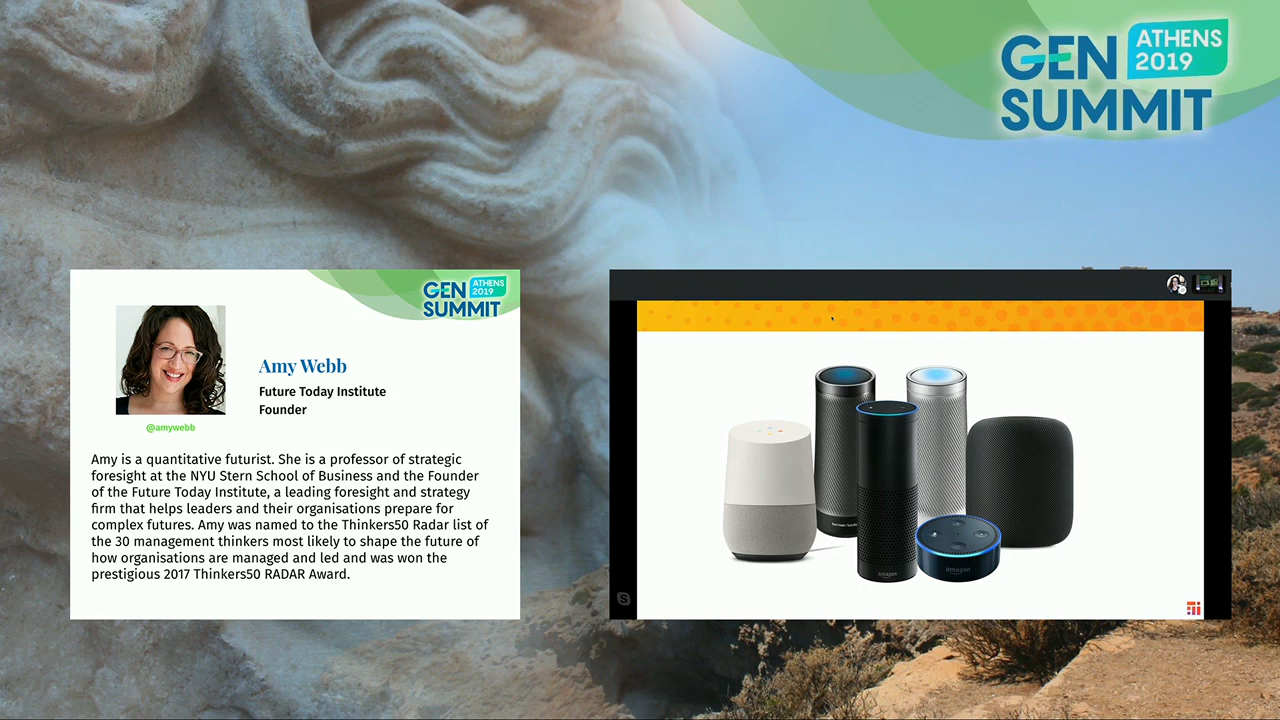 GEN
ATHENS
2019
SUMMIT
GEN
ATHENS
2019
SUMMIT
Amy Webb
Future Today Institute
Founder
@amywebb
Amy is a quantitative futurist. She is a professor of strategic
foresight at the NYU Stern School of Business and the Founder
of the Future Today Institute, a leading foresight and strategy
firm that helps leaders and their organisations prepare for
complex futures. Amy was named to the Thinkers50 Radar list of
the 30 management thinkers most likely to shape the future of
how organisations are managed and led and was won the
prestigious 2017 Thinkers50 RADAR Award.
harman/kardon
amazon
amazon